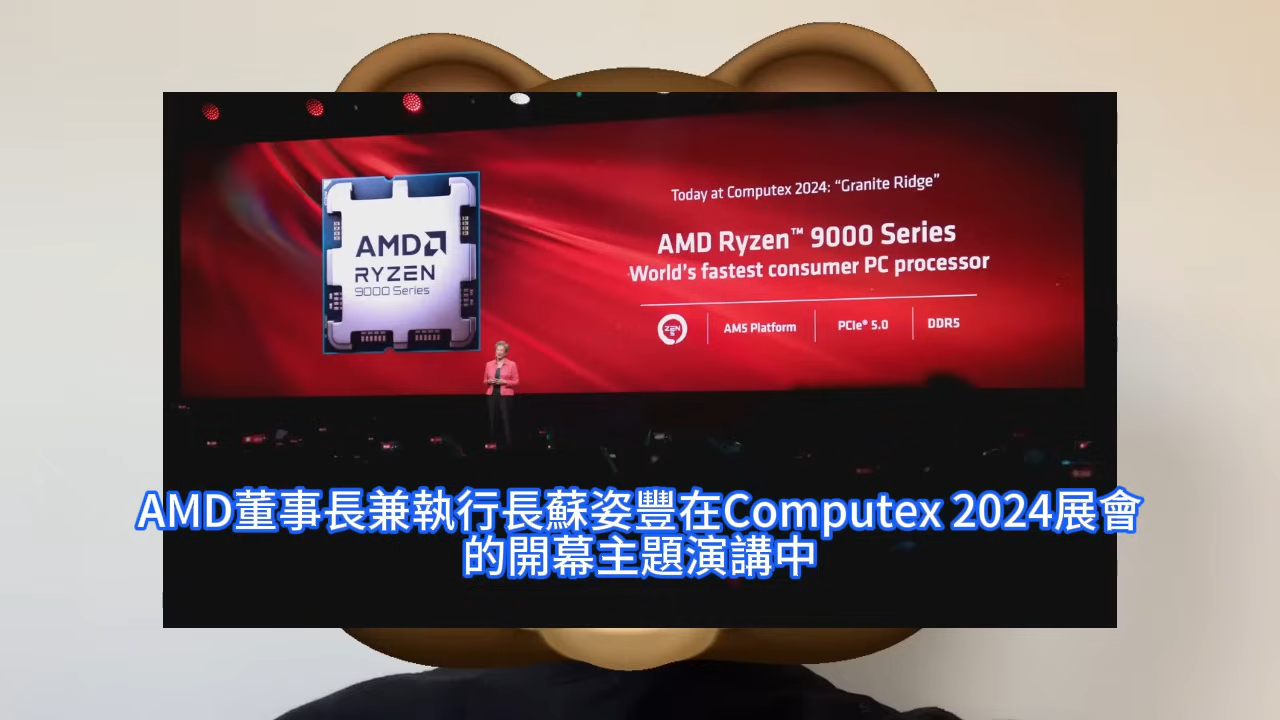 Today at Computex 2024: “Granite Ridge”
AMD Ryzen™ 9000 Series
World's fastest consumer PC processor
ZEN 5
AM5 Platform
PCIe® 5.0
DDR5
AMD
RYZEN
9000 Series
AMD董事長兼執行長蘇姿豐在Computex 2024展會
的開幕主題演講中